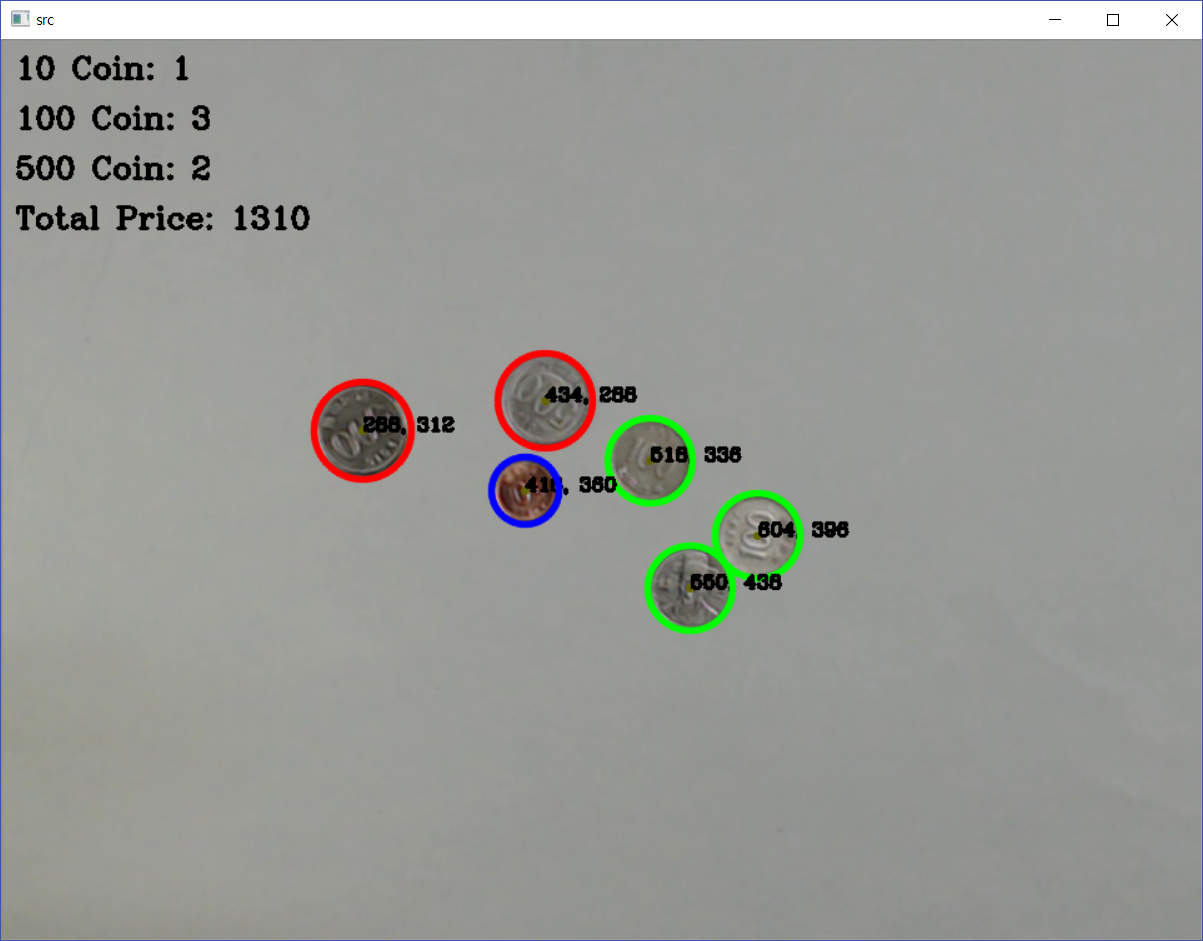 src
10 Coin: 1
100 Coin: 3
500 Coin: 2
Total Price: 1310
434, 288
288, 312
518, 336
418, 360
604, 396
550, 438